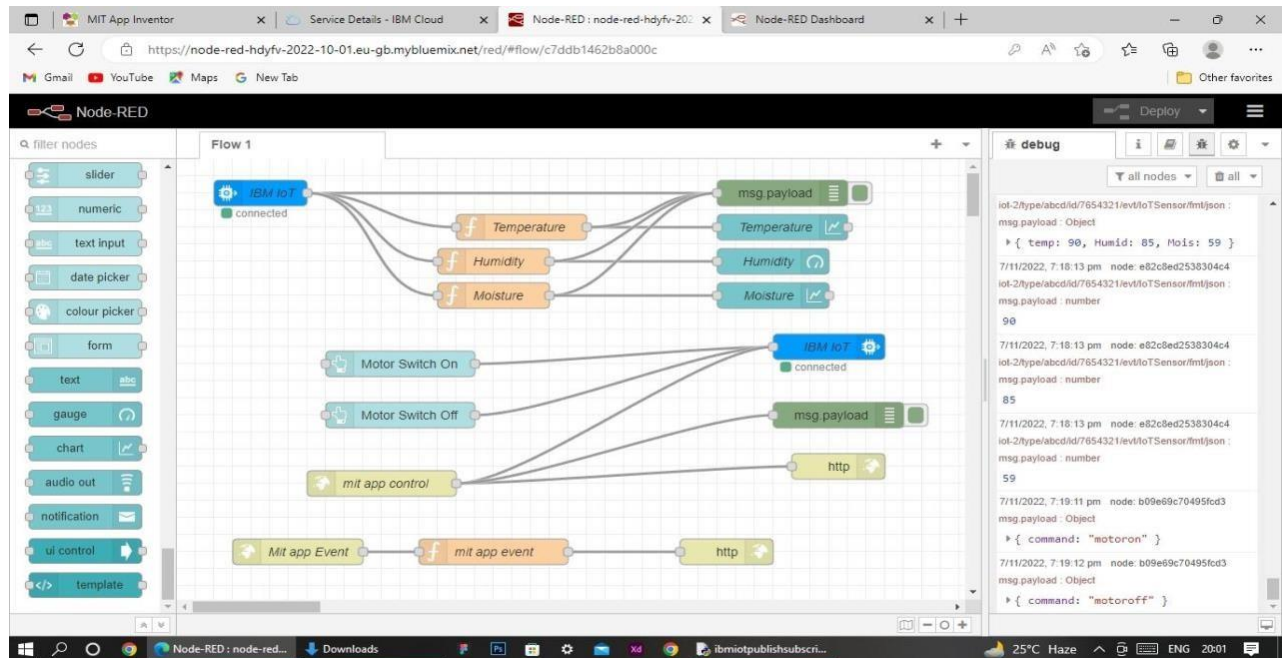 MIT App Inventor
Service Details - IBM Cloud
Node-RED : node-red-hdyfv-202
Node-RED Dashboard
https://node-red-hdyfv-2022-10-01.eu-gb.mybluemix.net/red/#flow/c7ddb1462b8a000c
Gmail YouTube Maps New Tab
Other favorites
Node-RED
Deploy
filter nodes
slider
numeric
text input
date picker
colour picker
form
text
gauge
chart
audio out
notification
ui control
template
Flow 1
IBM IoT
connected
msg.payload
Temperature
Temperature
Humidity
Humidity
Moisture
Moisture
Motor Switch On
IBM IoT
connected
Motor Switch Off
msg.payload
mit app control
http
Mit app Event
mit app event
http
debug
all nodes
all
iot-2/type/abcd/id/7654321/evt/IoTSensor/fmt/json :
msg.payload : Object
{ temp: 90, Humid: 85, Mois: 59 }
7/11/2022, 7:18:13 pm node: e82c8ed2538304c4
iot-2/type/abcd/id/7654321/evt/IoTSensor/fmt/json :
msg.payload : number
90
7/11/2022, 7:18:13 pm node: e82c8ed2538304c4
iot-2/type/abcd/id/7654321/evt/IoTSensor/fmt/json :
msg.payload : number
85
7/11/2022, 7:18:13 pm node: e82c8ed2538304c4
iot-2/type/abcd/id/7654321/evt/IoTSensor/fmt/json :
msg.payload : number
59
7/11/2022, 7:19:11 pm node: b09e69c70495fcd3
msg.payload : Object
{ command: "motoron" }
7/11/2022, 7:19:12 pm node: b09e69c70495fcd3
msg.payload : Object
{ command: "motoroff" }
Node-RED : node-red...
Downloads
ibmiotpublishsubscri...
25°C Haze
ENG
20:01